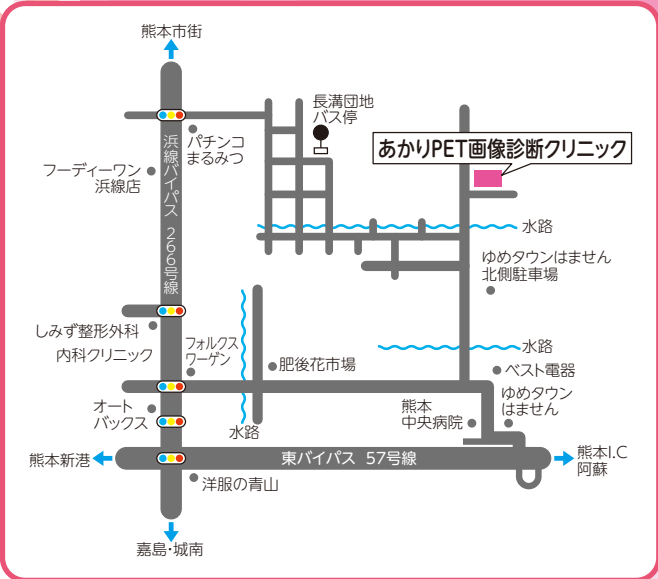 熊本市街
長溝団地
バス停
パチンコ
まるみつ
あかりPET画像診断クリニック
フーディーワン
浜線店
浜線バイパス 266号線
水路
ゆめタウンはません
北側駐車場
しみず整形外科
内科クリニック
フォルクス
ワーゲン
肥後花市場
水路
ベスト電器
オート
バックス
熊本
中央病院
ゆめタウン
はません
水路
熊本新港
東バイパス 57号線
熊本I.C
阿蘇
洋服の青山
嘉島・城南